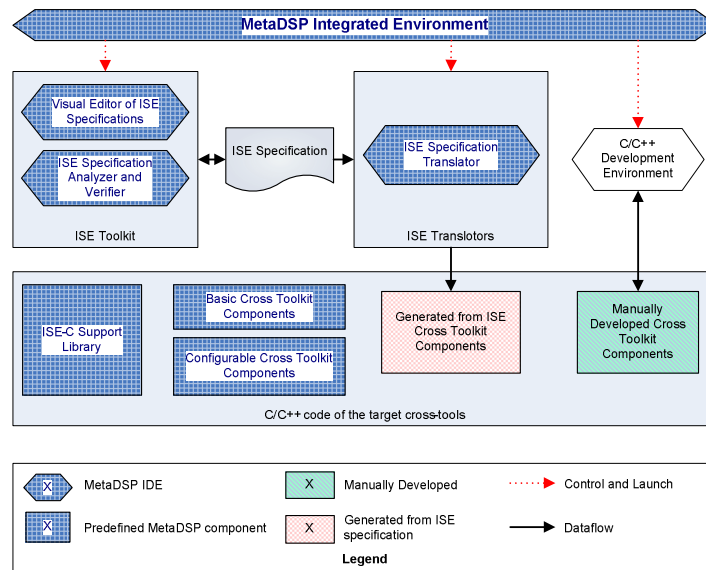 MetaDSP Integrated Environment
Visual Editor of ISE
Specifications
ISE Specification
Analyzer and
Verifier
ISE Toolkit
ISE Specification
ISE Specification
Translator
ISE Translotors
C/C++
Development
Environment
ISE-C Support
Library
Basic Cross Toolkit
Components
Configurable Cross Toolkit
Components
Generated from ISE
Cross Toolkit
Components
Manually
Developed Cross
Toolkit
Components
C/C++ code of the target cross-tools
X
MetaDSP IDE
X
Manually Developed
Control and Launch
X
Predefined MetaDSP component
X
Generated from ISE
specification
Dataflow
Legend